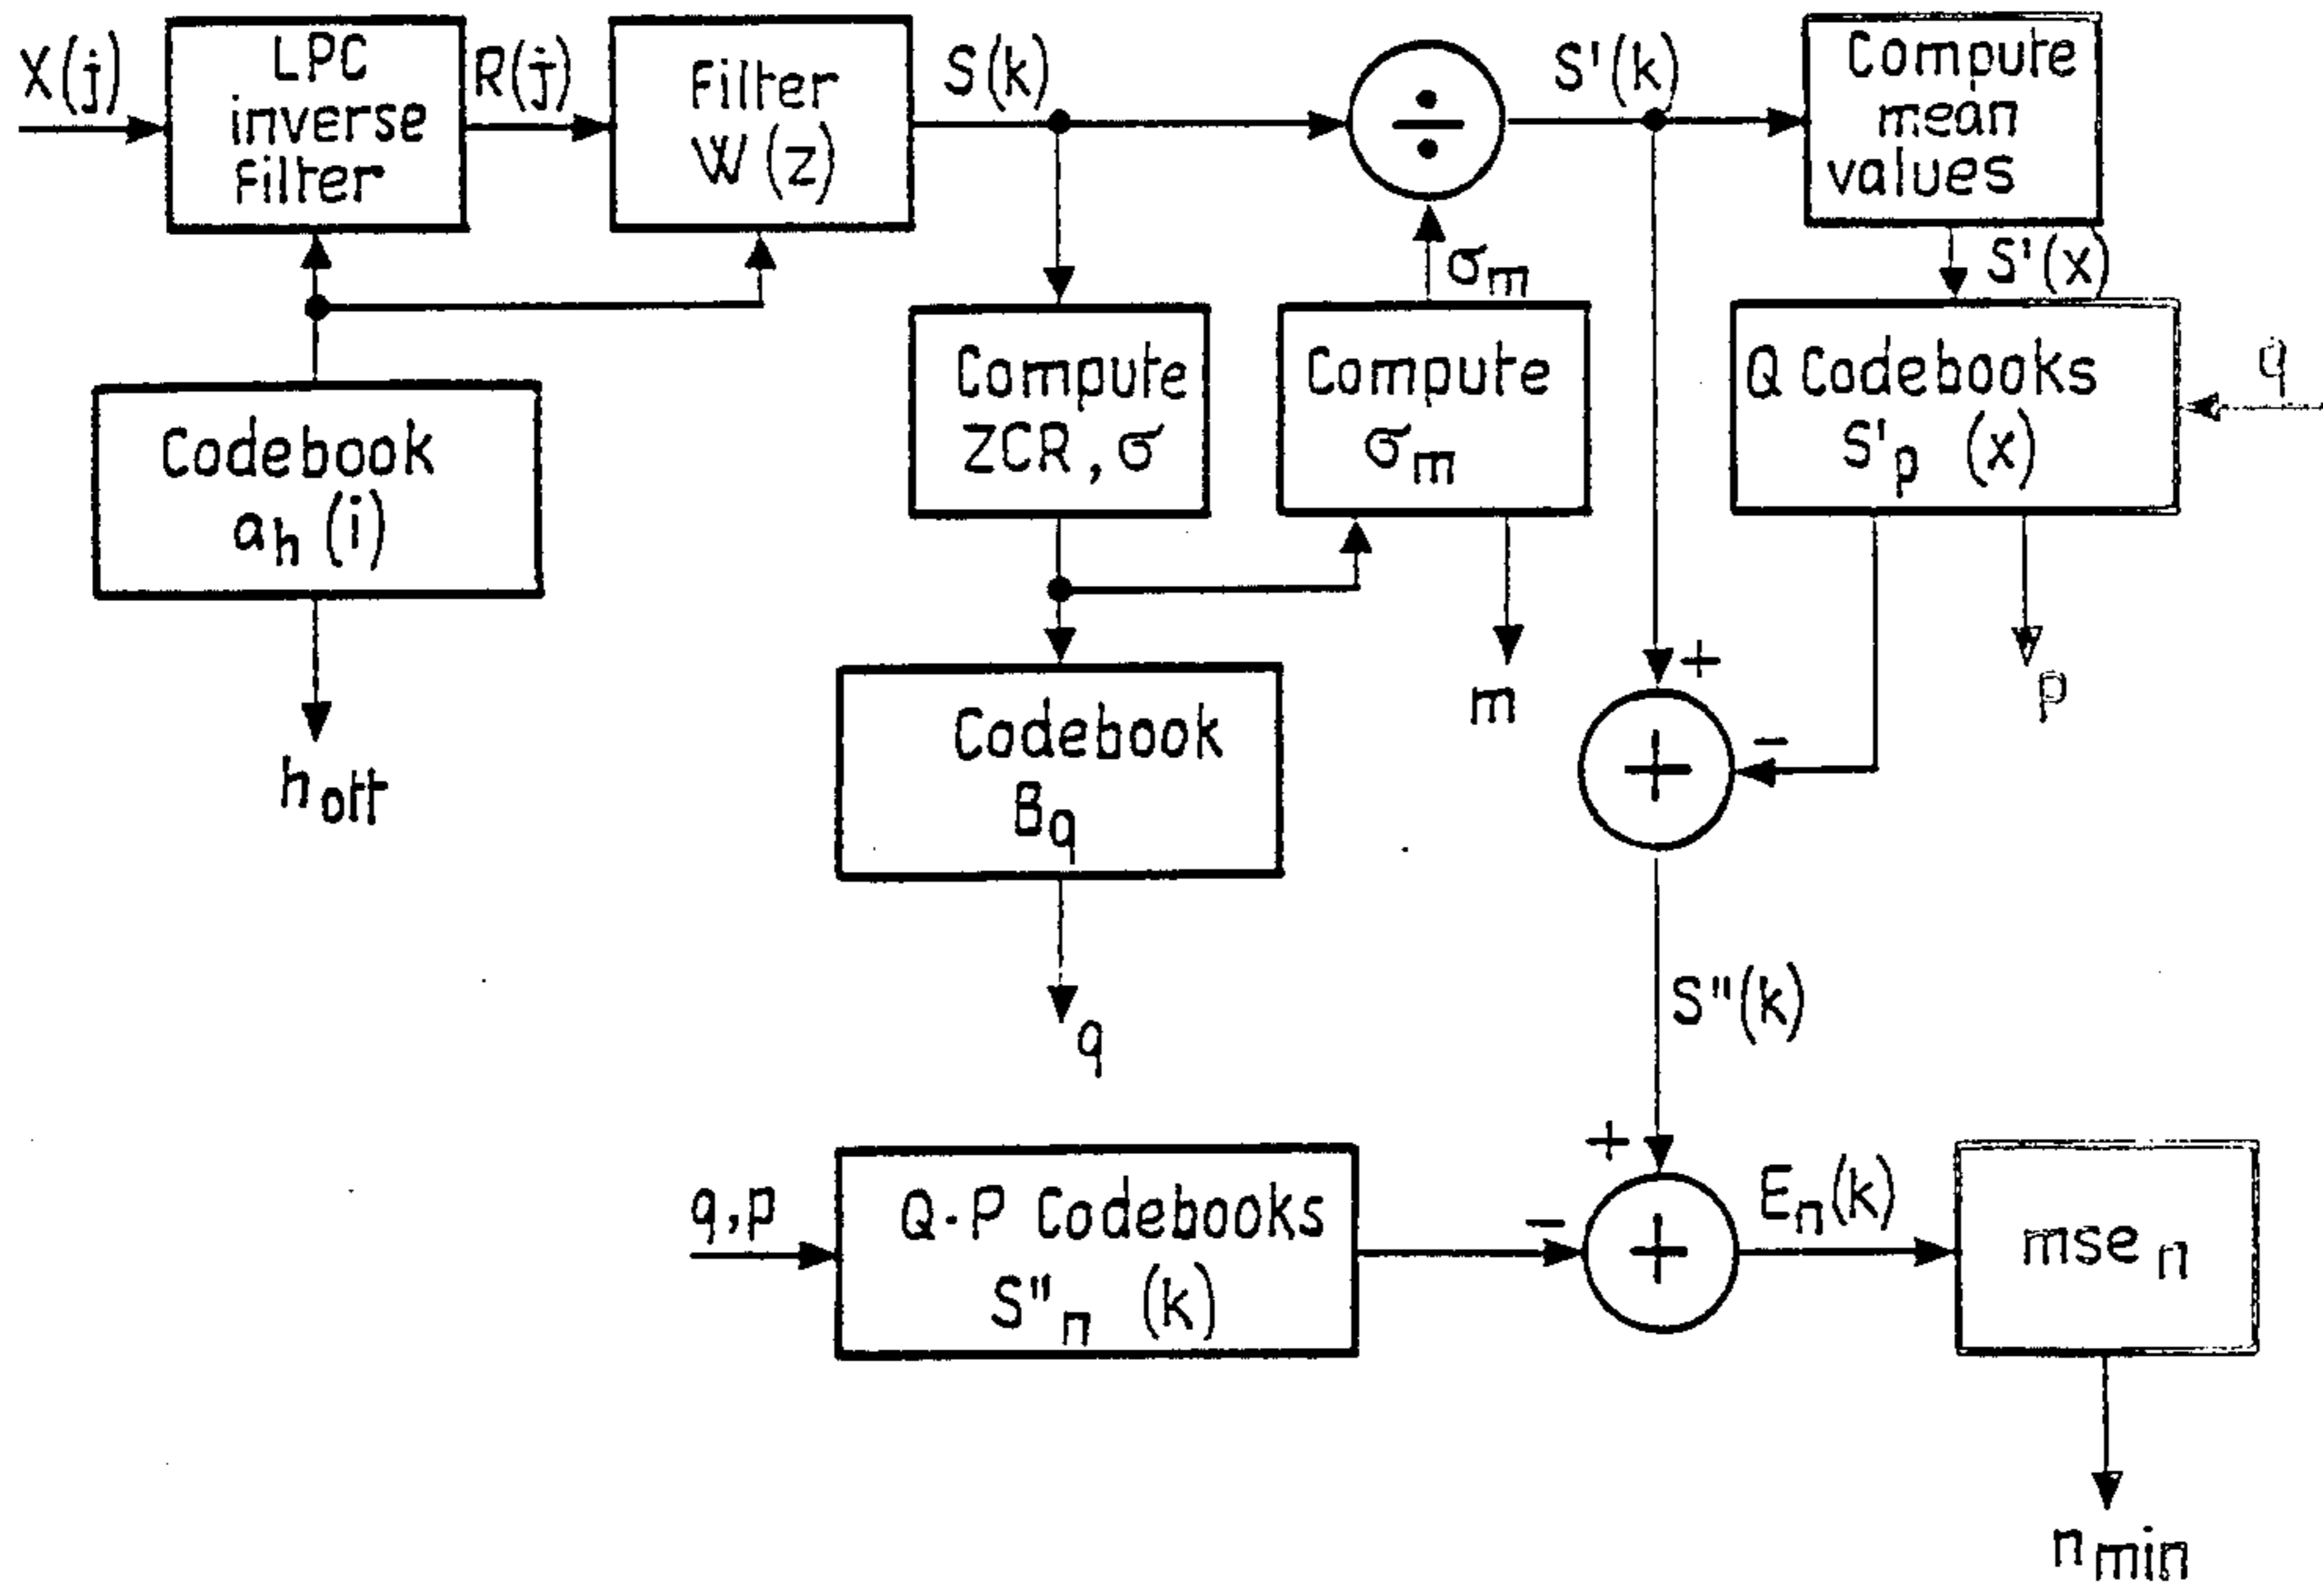 X(j)
LPC
inverse
filter
R(j)
Filter
W(z)
S(k)
÷
S'(k)
Compute
mean
values
S'(x)
σm
Codebook
ah(i)
hott
Compute
ZCR, σ
Compute
σm
m
Q Codebooks
S'p (x)
q
p
Codebook
Bq
q
+
−
+
S"(k)
q,p
Q-P Codebooks
S"n (k)
+
−
+
En(k)
mse n
nmin